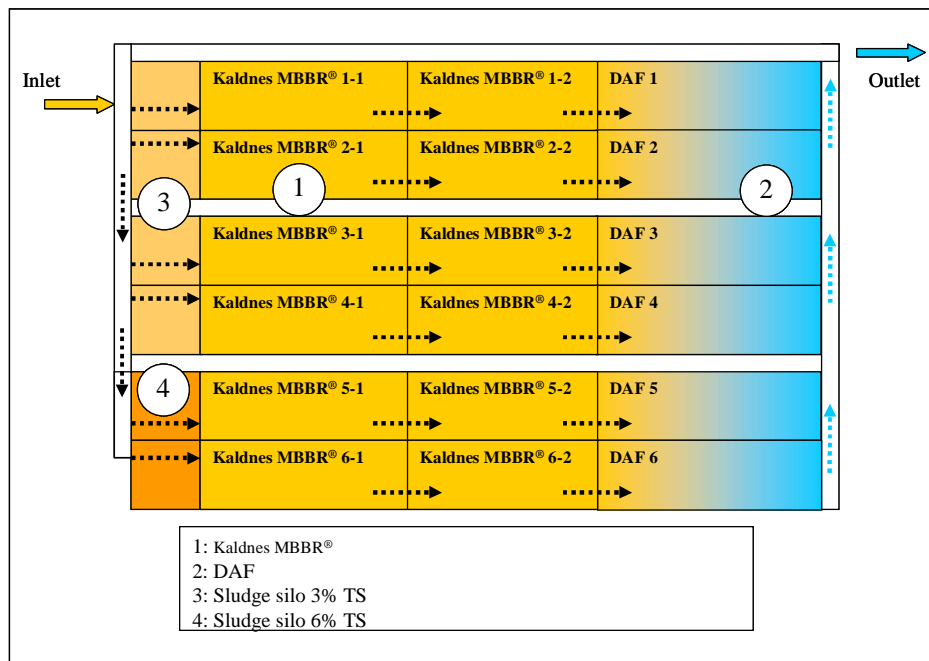 Inlet
Outlet
Kaldnes MBBR® 1-1
Kaldnes MBBR® 1-2
DAF 1
Kaldnes MBBR® 2-1
Kaldnes MBBR® 2-2
DAF 2
1
2
3
Kaldnes MBBR® 3-1
Kaldnes MBBR® 3-2
DAF 3
Kaldnes MBBR® 4-1
Kaldnes MBBR® 4-2
DAF 4
4
Kaldnes MBBR® 5-1
Kaldnes MBBR® 5-2
DAF 5
Kaldnes MBBR® 6-1
Kaldnes MBBR® 6-2
DAF 6
1: Kaldnes MBBR®
2: DAF
3: Sludge silo 3% TS
4: Sludge silo 6% TS